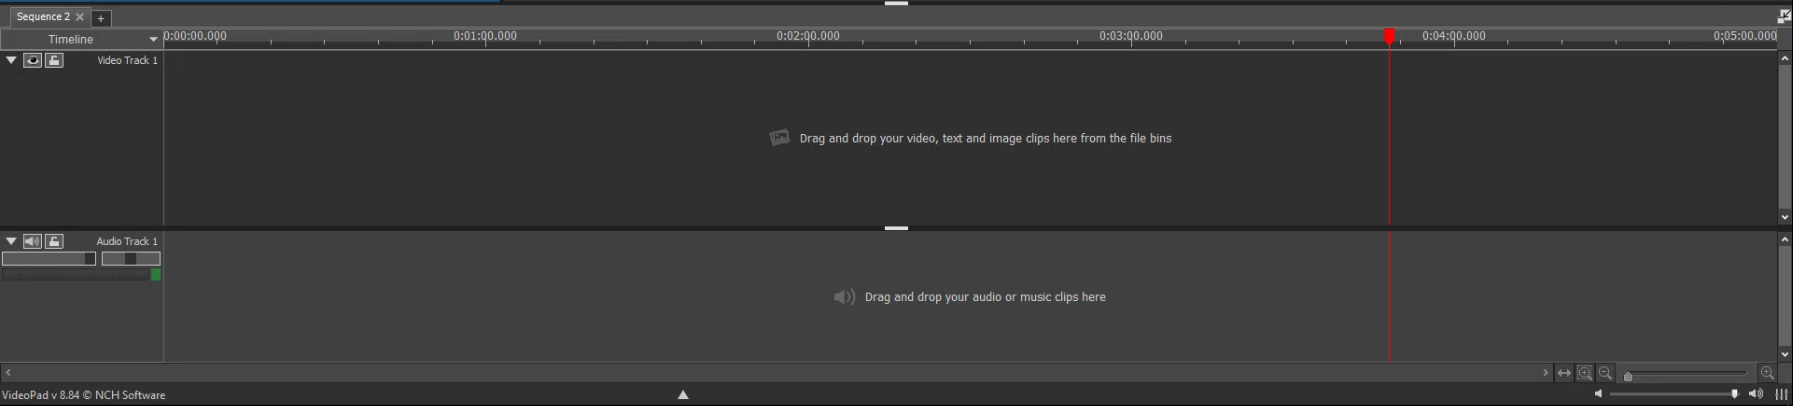 Sequence 2
+
Timeline
0:00:00.000 0:01:00.000 0:02:00.000 0:03:00.000 0:04:00.000 0:05:00.000
Video Track 1
Drag and drop your video, text and image clips here from the file bins
Audio Track 1
Drag and drop your audio or music clips here
VideoPad v 8.84 © NCH Software